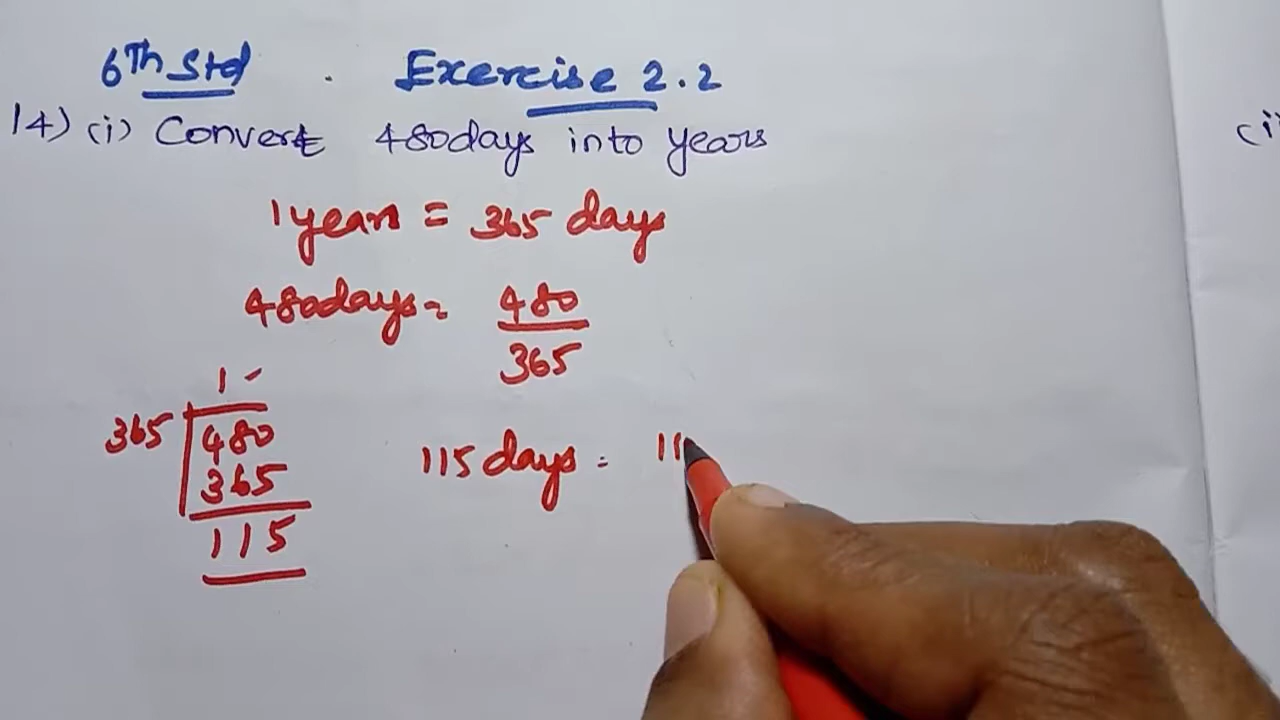 6Th Std . Exercise 2.2
14) (i) Convert 480days into years
1 year = 365 days
480days = 480
365
1
365 480
365
115
115 days = 11
(i